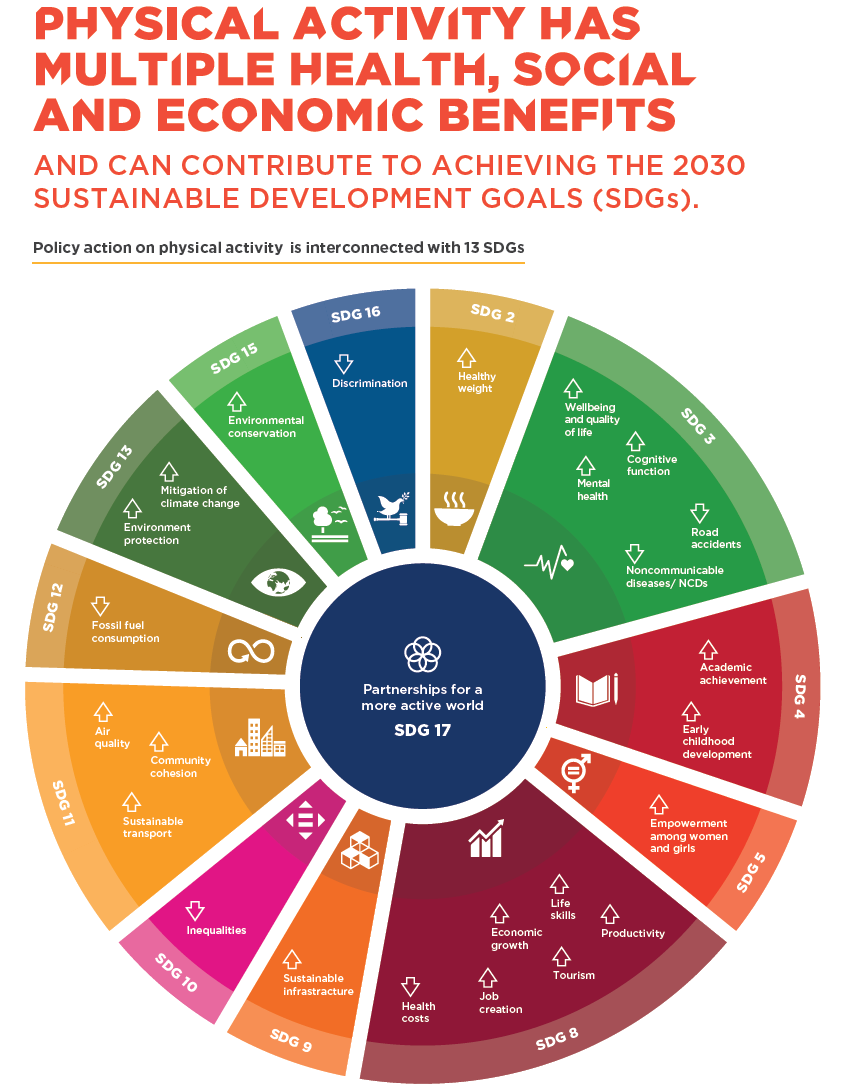 PHYSICAL ACTIVITY HAS
MULTIPLE HEALTH, SOCIAL
AND ECONOMIC BENEFITS
AND CAN CONTRIBUTE TO ACHIEVING THE 2030
SUSTAINABLE DEVELOPMENT GOALS (SDGs).
Policy action on physical activity is interconnected with 13 SDGs
SDG 2
Healthy
weight
SDG 3
Wellbeing
and quality
of life
Cognitive
function
Mental
health
Road
accidents
Noncommunicable
diseases/ NCDs
SDG 4
Academic
achievement
Early
childhood
development
SDG 5
Empowerment
among women
and girls
SDG 8
Life
skills
Economic
growth
Productivity
Tourism
Job
creation
Health
costs
SDG 9
Sustainable
infrastracture
SDG 10
Inequalities
SDG 11
Air
quality
Community
cohesion
Sustainable
transport
SDG 12
Fossil fuel
consumption
SDG 13
Mitigation of
climate change
Environment
protection
SDG 15
Environmental
conservation
SDG 16
Discrimination
Partnerships for a
more active world
SDG 17